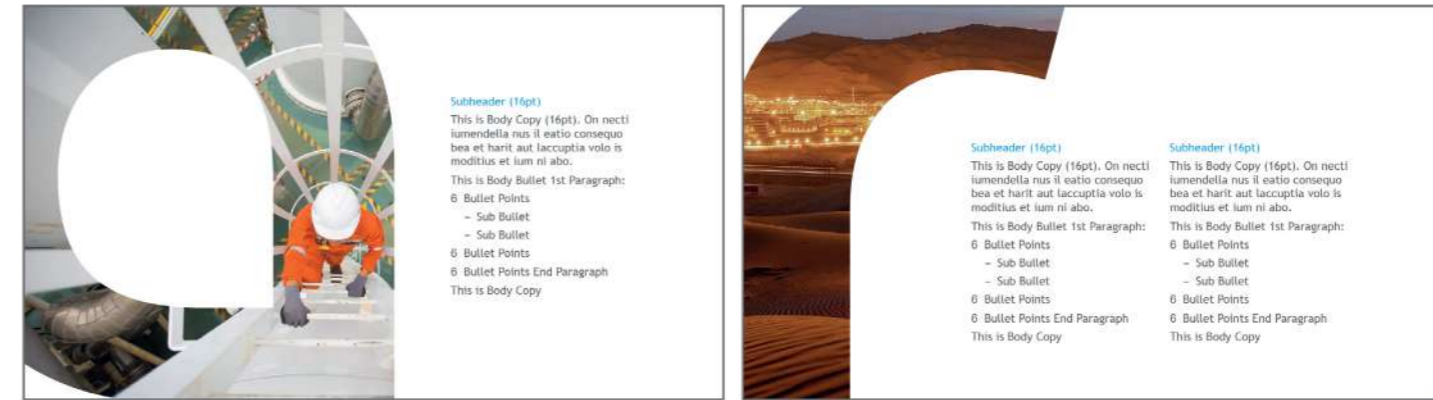 Subheader (16pt)
This is Body Copy (16pt). On necti
iumendella nus il eatio consequo
bea et harit aut laccuptia volo is
moditius et ium ni abo.
This is Body Bullet 1st Paragraph:
6 Bullet Points
– Sub Bullet
– Sub Bullet
6 Bullet Points
6 Bullet Points End Paragraph
This is Body Copy
Subheader (16pt)
This is Body Copy (16pt). On necti
iumendella nus il eatio consequo
bea et harit aut laccuptia volo is
moditius et ium ni abo.
This is Body Bullet 1st Paragraph:
6 Bullet Points
– Sub Bullet
– Sub Bullet
6 Bullet Points
6 Bullet Points End Paragraph
This is Body Copy
Subheader (16pt)
This is Body Copy (16pt). On necti
iumendella nus il eatio consequo
bea et harit aut laccuptia volo is
moditius et ium ni abo.
This is Body Bullet 1st Paragraph:
6 Bullet Points
– Sub Bullet
– Sub Bullet
6 Bullet Points
6 Bullet Points End Paragraph
This is Body Copy